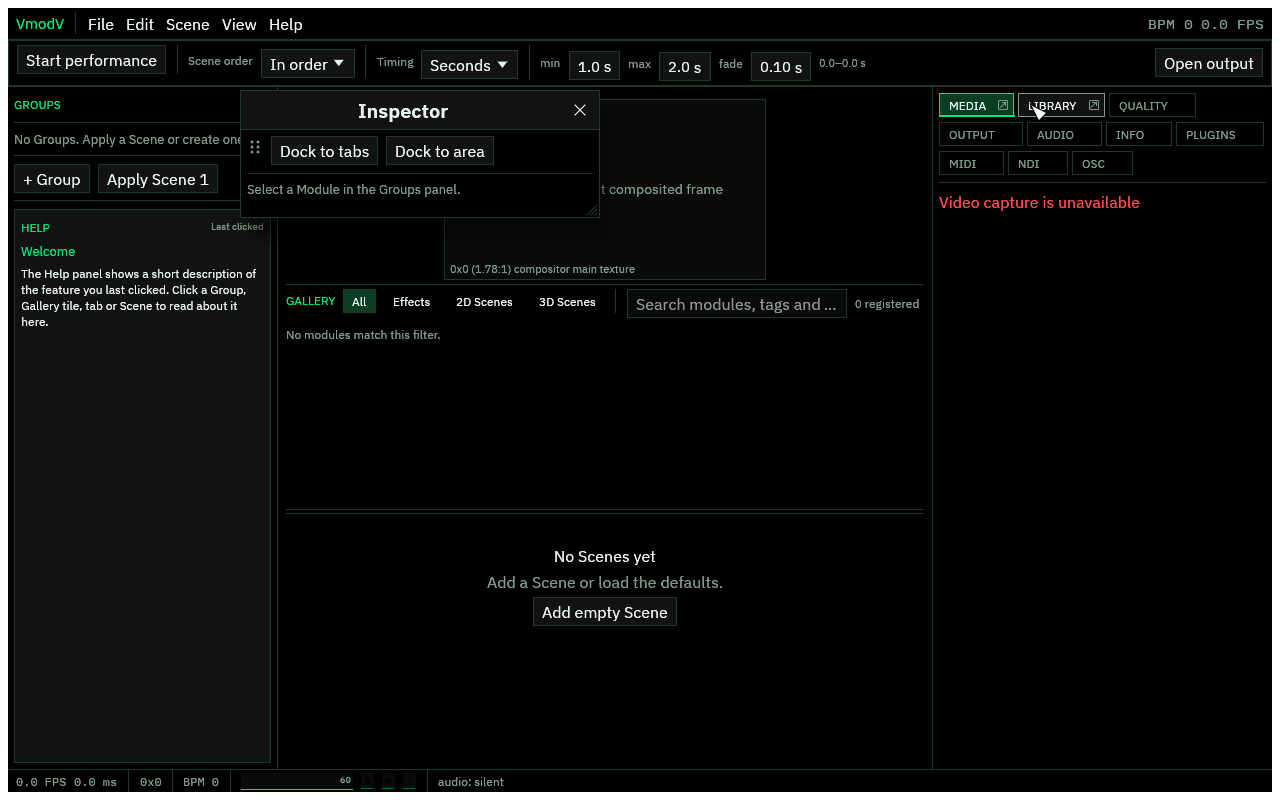 VmodV File Edit Scene View Help BPM 0 0.0 FPS
Start performance Scene order In order Timing Seconds min 1.0 s max 2.0 s fade 0.10 s 0.0–0.0 s Open output
GROUPS
No Groups. Apply a Scene or create one
+ Group Apply Scene 1
HELP Last clicked
Welcome
The Help panel shows a short description of
the feature you last clicked. Click a Group,
Gallery tile, tab or Scene to read about it
here.
Inspector
Dock to tabs Dock to area
Select a Module in the Groups panel.
t composited frame
0x0 (1.78:1) compositor main texture
GALLERY All Effects 2D Scenes 3D Scenes Search modules, tags and ... 0 registered
No modules match this filter.
No Scenes yet
Add a Scene or load the defaults.
Add empty Scene
MEDIA LIBRARY QUALITY
OUTPUT AUDIO INFO PLUGINS
MIDI NDI OSC
Video capture is unavailable
0.0 FPS 0.0 ms 0x0 BPM 0 60 audio: silent